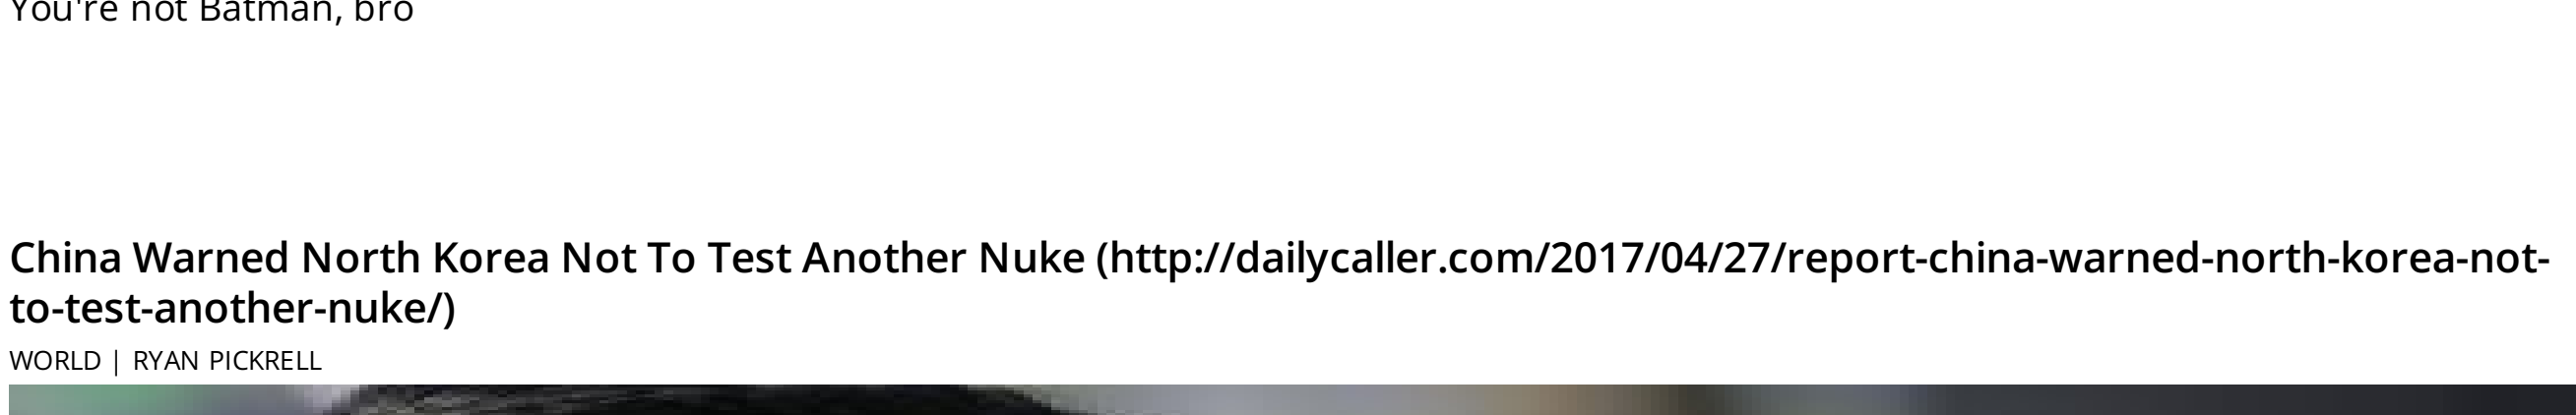 You're not Batman, bro
China Warned North Korea Not To Test Another Nuke (http://dailycaller.com/2017/04/27/report-china-warned-north-korea-not-
to-test-another-nuke/)
WORLD | RYAN PICKRELL